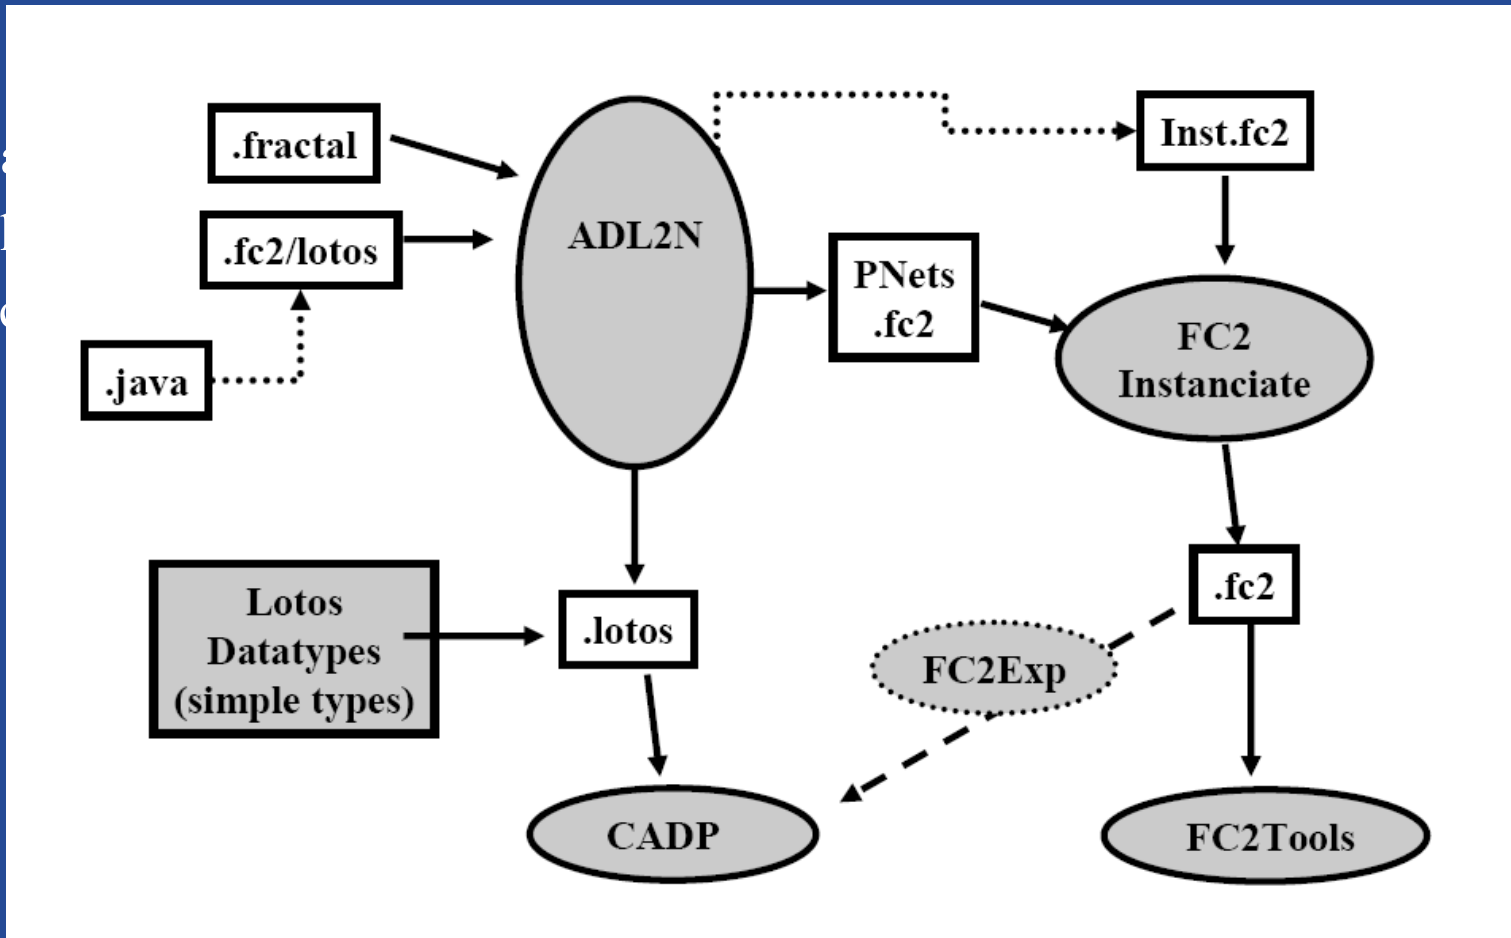 .fractal
Inst.fc2
ADL2N
.fc2/lotos
PNets
.fc2
FC2
Instanciate
.java
.fc2
Lotos
Datatypes
(simple types)
.lotos
FC2Exp
CADP
FC2Tools